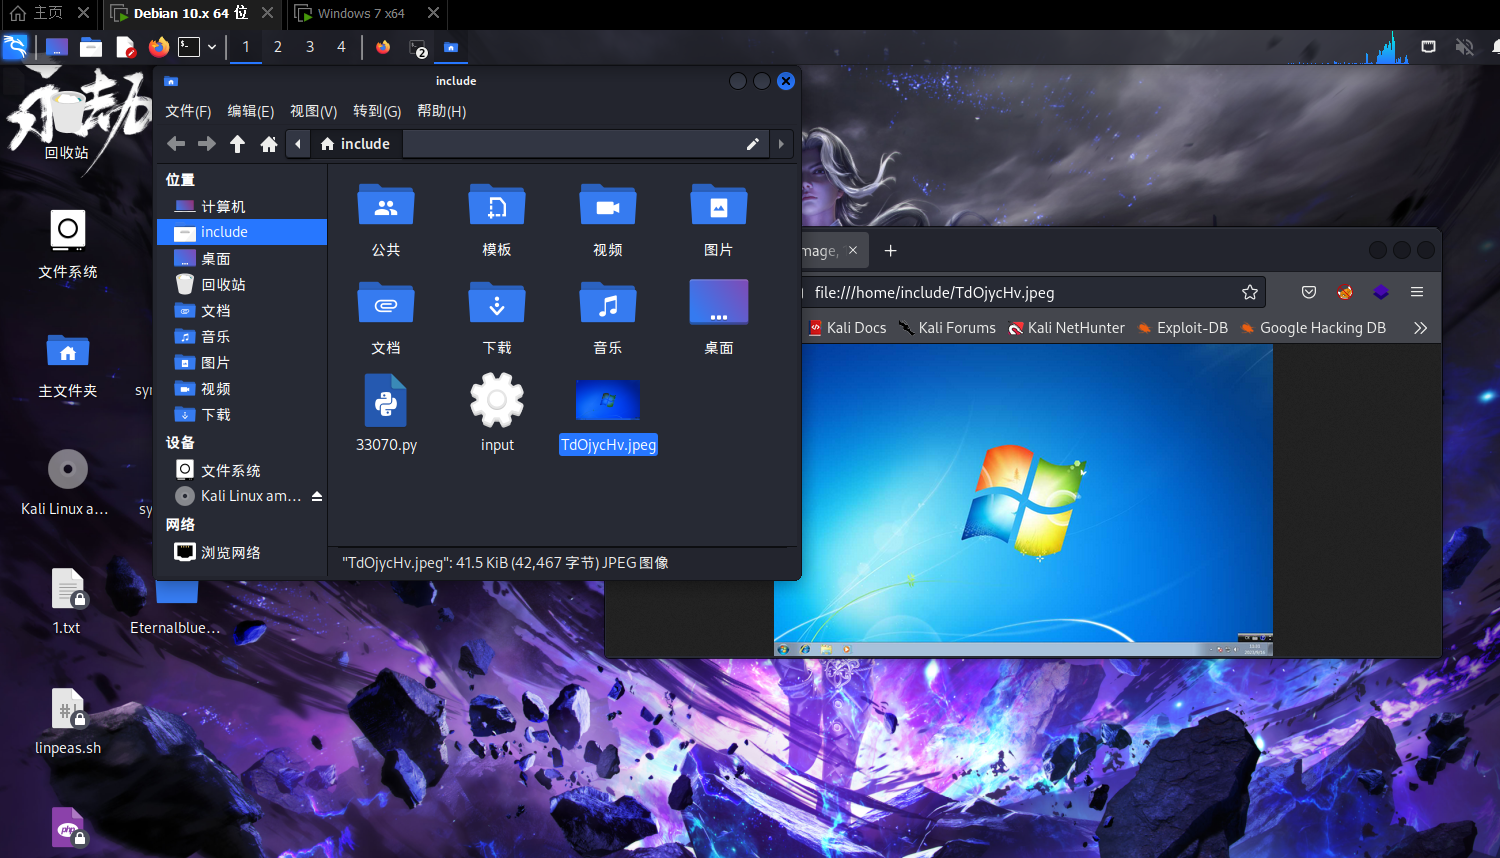 主页
Debian 10.x 64 位
Windows 7 x64
1 2 3 4
2
include
文件(F) 编辑(E) 视图(V) 转到(G) 帮助(H)
include
位置
计算机
include
桌面
回收站
文档
音乐
图片
视频
下载
设备
文件系统
Kali Linux am...
网络
浏览网络
公共
模板
视频
图片
文档
下载
音乐
桌面
33070.py
input
TdOjycHv.jpeg
"TdOjycHv.jpeg": 41.5 KiB (42,467 字节) JPEG 图像
永劫
回收站
文件系统
主文件夹
syn
Kali Linux a...
sy
1.txt
Eternalblue...
#!
linpeas.sh
php
mage,
file:///home/include/TdOjycHv.jpeg
Kali Docs
Kali Forums
Kali NetHunter
Exploit-DB
Google Hacking DB